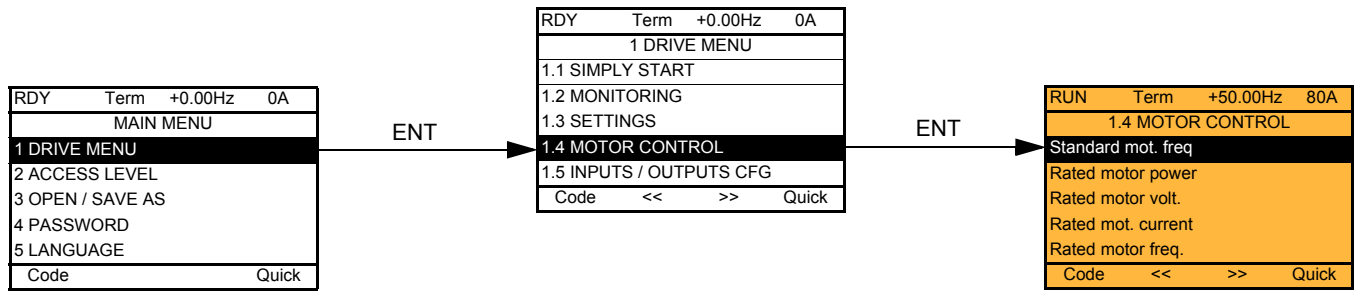 RDY Term +0.00Hz 0A
MAIN MENU
1 DRIVE MENU
2 ACCESS LEVEL
3 OPEN / SAVE AS
4 PASSWORD
5 LANGUAGE
Code Quick
ENT
RDY Term +0.00Hz 0A
1 DRIVE MENU
1.1 SIMPLY START
1.2 MONITORING
1.3 SETTINGS
1.4 MOTOR CONTROL
1.5 INPUTS / OUTPUTS CFG
Code << >> Quick
ENT
RUN Term +50.00Hz 80A
1.4 MOTOR CONTROL
Standard mot. freq
Rated motor power
Rated motor volt.
Rated mot. current
Rated motor freq.
Code << >> Quick